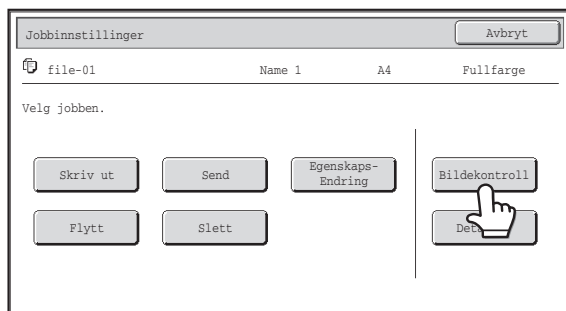 Jobbinnstillinger Avbryt
file-01 Name 1 A4 Fullfarge
Velg jobben.
Skriv ut Send Egenskaps-
Endring Bildekontroll
Flytt Slett